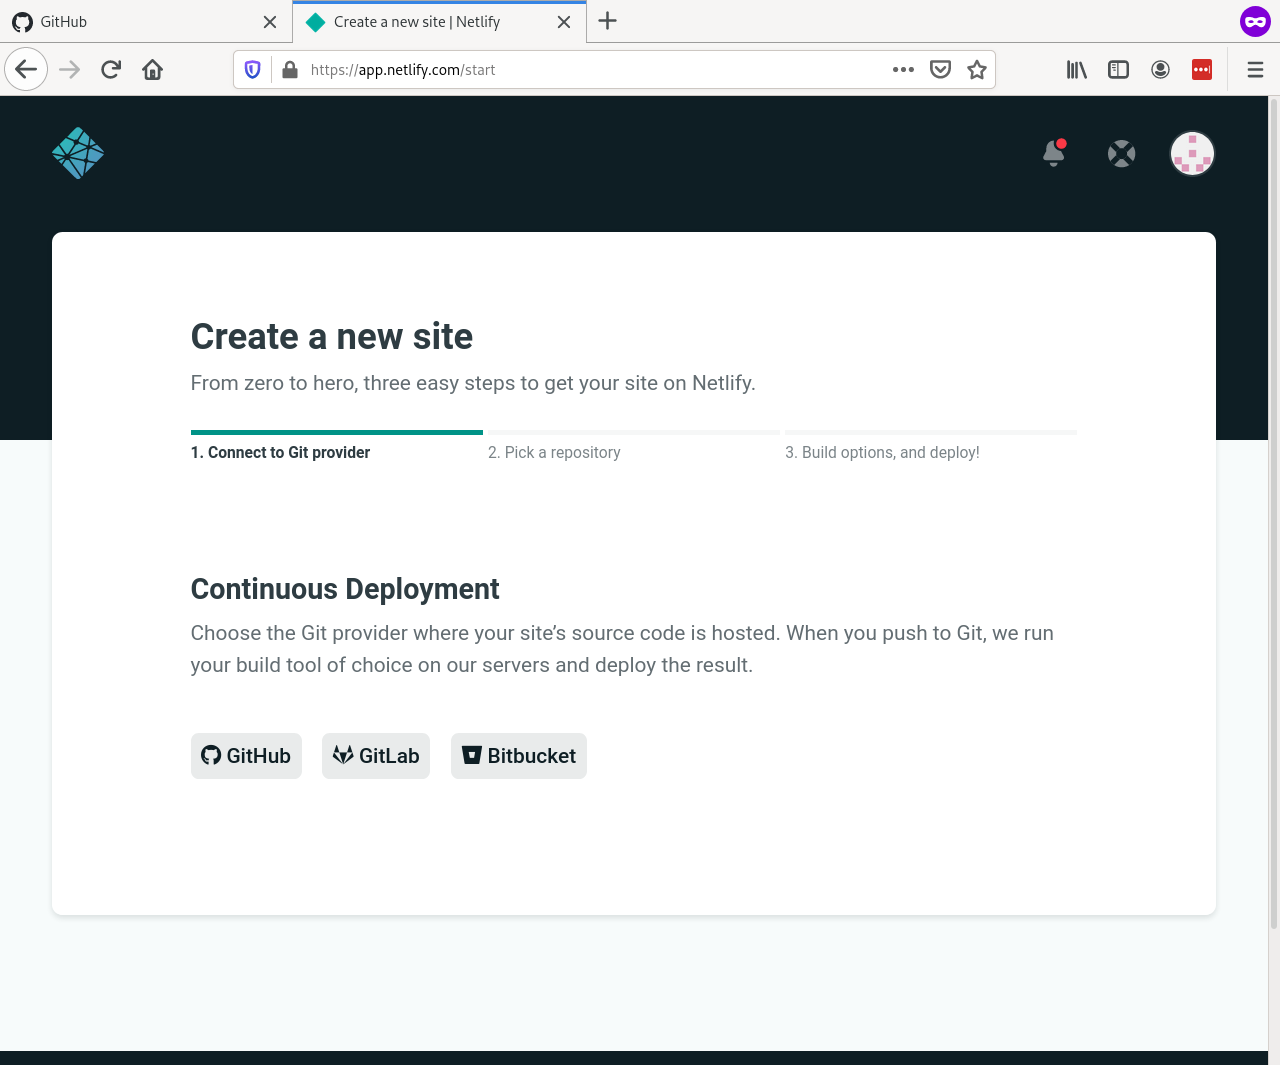 GitHub
Create a new site | Netlify
https://app.netlify.com/start
Create a new site
From zero to hero, three easy steps to get your site on Netlify.
1. Connect to Git provider
2. Pick a repository
3. Build options, and deploy!
Continuous Deployment
Choose the Git provider where your site’s source code is hosted. When you push to Git, we run
your build tool of choice on our servers and deploy the result.
GitHub
GitLab
Bitbucket